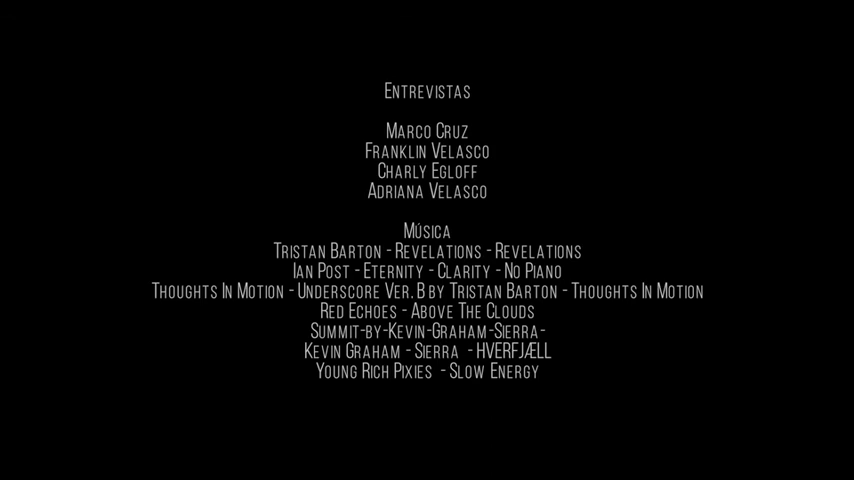 Entrevistas
Marco Cruz
Franklin Velasco
Charly Egloff
Adriana Velasco
Música
Tristan Barton - Revelations - Revelations
Ian Post - Eternity - Clarity - No Piano
Thoughts In Motion - Underscore Ver. B by Tristan Barton - Thoughts In Motion
Red Echoes - Above The Clouds
Summit-by-Kevin-Graham-Sierra-
Kevin Graham - Sierra - HVERFJÆLL
Young Rich Pixies - Slow Energy